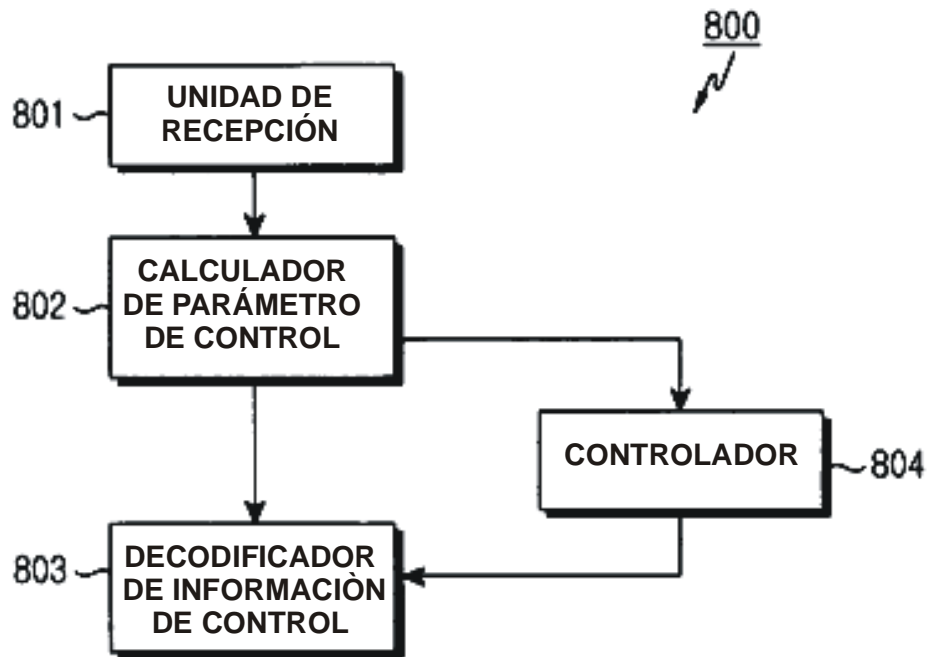 800
801
UNIDAD DE
RECEPCIÓN
802
CALCULADOR
DE PARÁMETRO
DE CONTROL
CONTROLADOR
804
803
DECODIFICADOR
DE INFORMACIÒN
DE CONTROL